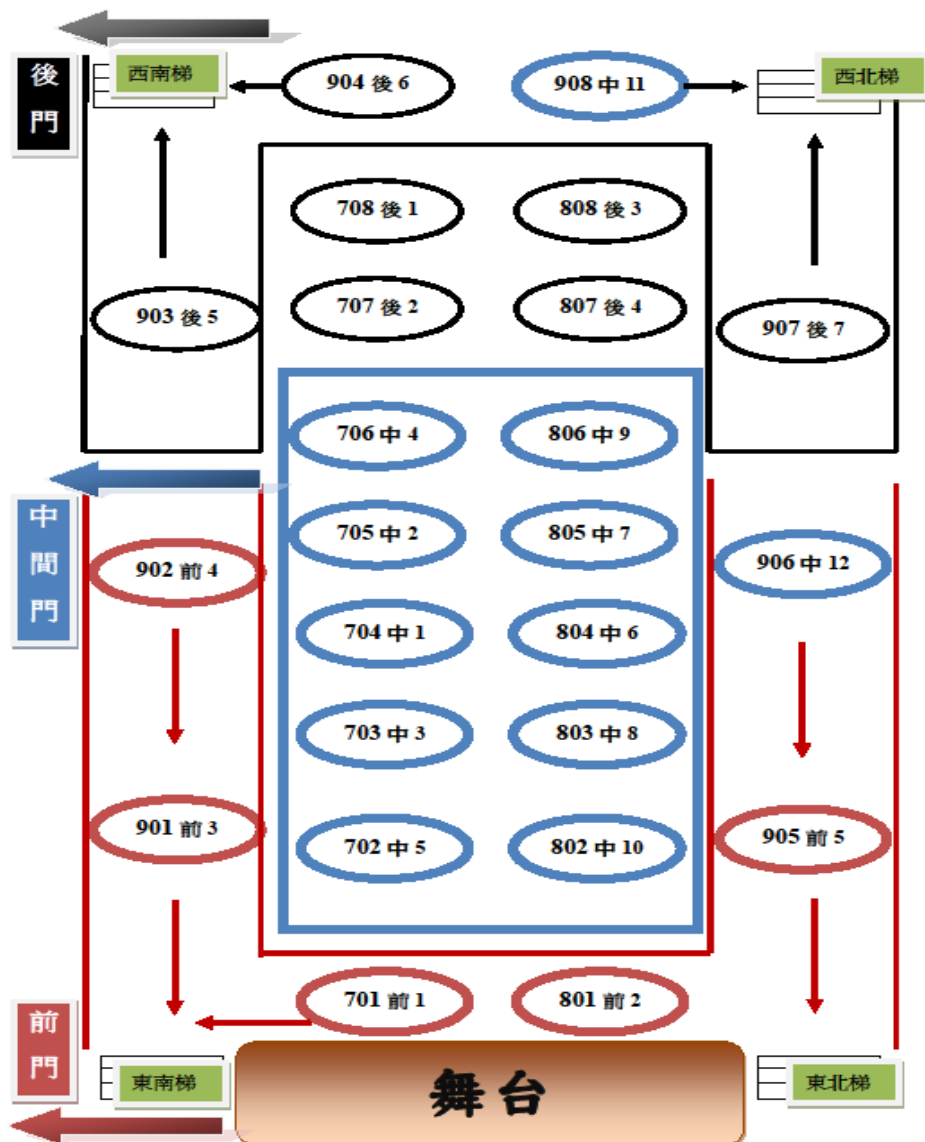 後門
西南梯
904 後 6
908 中 11
西北梯
708 後 1
808 後 3
903 後 5
707 後 2
807 後 4
907 後 7
706 中 4
806 中 9
中間門
705 中 2
805 中 7
902 前 4
906 中 12
704 中 1
804 中 6
703 中 3
803 中 8
901 前 3
702 中 5
802 中 10
905 前 5
前門
701 前 1
801 前 2
東南梯
舞台
東北梯